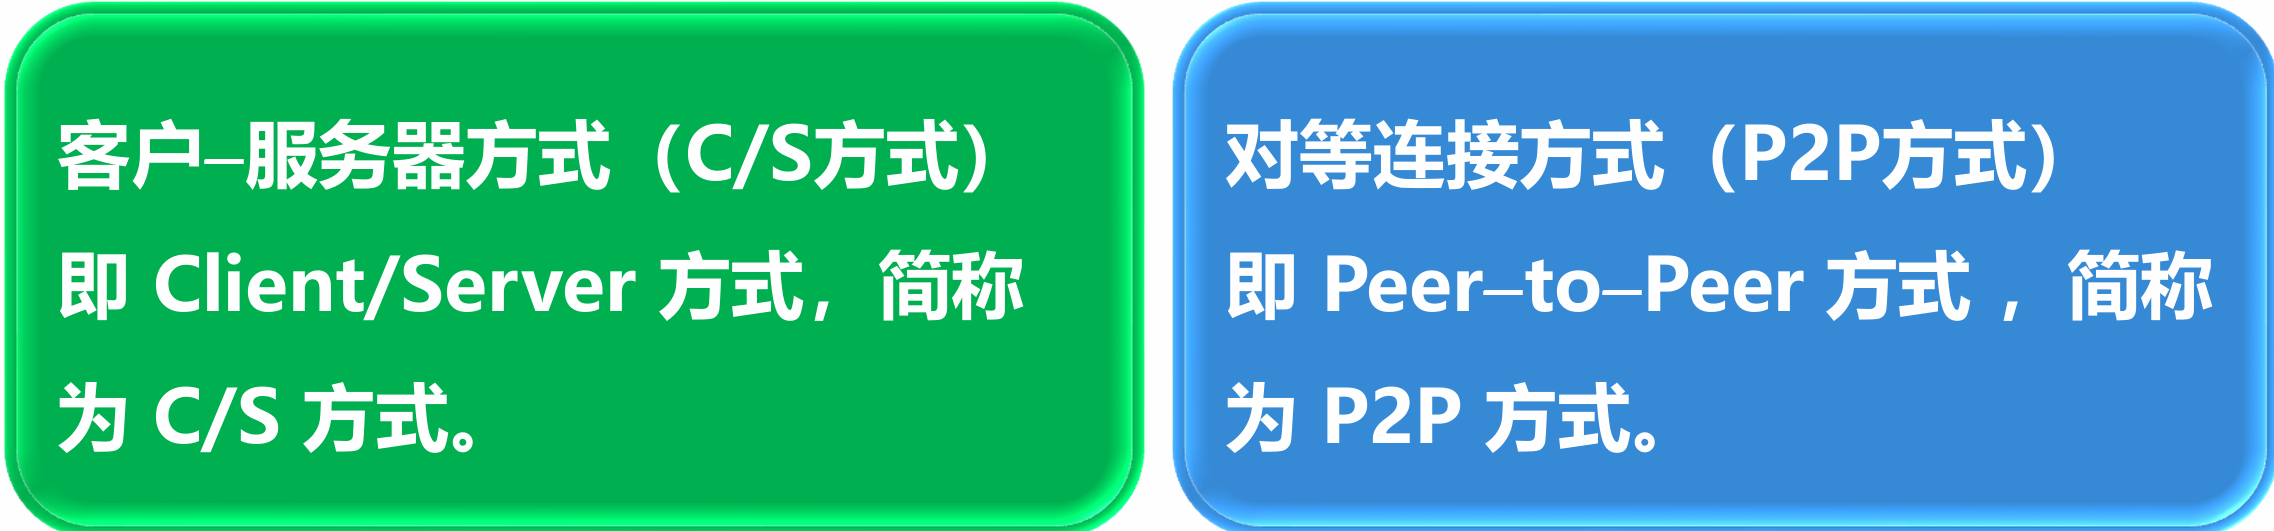 客户–服务器方式（C/S方式）
即 Client/Server 方式，简称
为 C/S 方式。
对等连接方式（P2P方式）
即 Peer–to–Peer 方式 ，简称
为 P2P 方式。